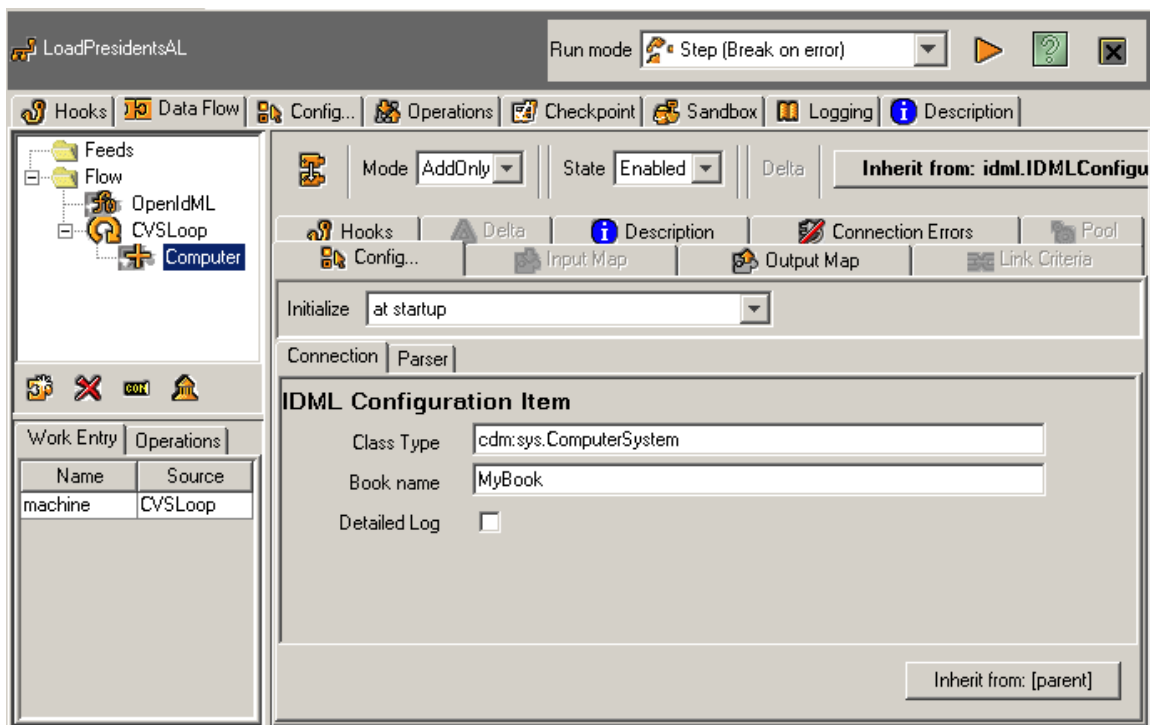 LoadPresidentsAL
Run mode Step (Break on error)
Hooks Data Flow Config... Operations Checkpoint Sandbox Logging Description
Feeds
Flow
OpenIdML
CVSLoop
Computer
Mode AddOnly State Enabled Delta Inherit from: idml.IDMLConfigu
Hooks Delta Description Connection Errors Pool
Config... Input Map Output Map Link Criteria
Initialize at startup
Connection Parser
IDML Configuration Item
Class Type cdm:sys.ComputerSystem
Book name MyBook
Detailed Log
Inherit from: [parent]
CON
Work Entry Operations
Name Source
machine CVSLoop